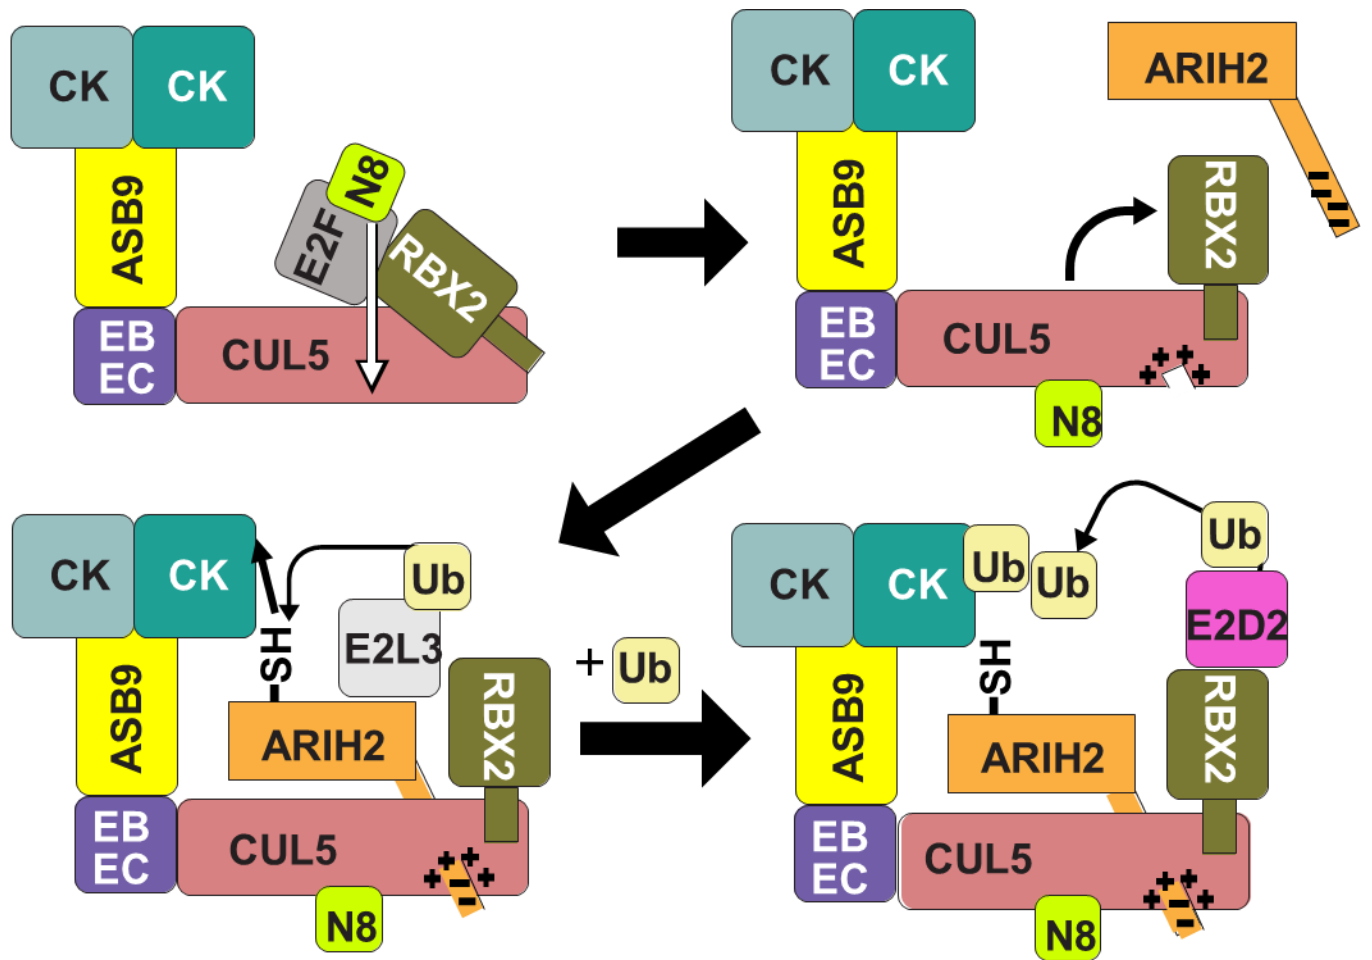 CK CK
ASB9
N8
E2F
RBX2
EB
EC
CUL5
CK CK
ARIH2
ASB9
RBX2
EB
EC
CUL5
++++
N8
CK CK
Ub
SH
E2L3
ASB9
ARIH2
RBX2
EB
EC
CUL5
++++
N8
+ Ub
CK CK
Ub
Ub
Ub
E2D2
SH
ASB9
ARIH2
RBX2
EB
EC
CUL5
++++
N8